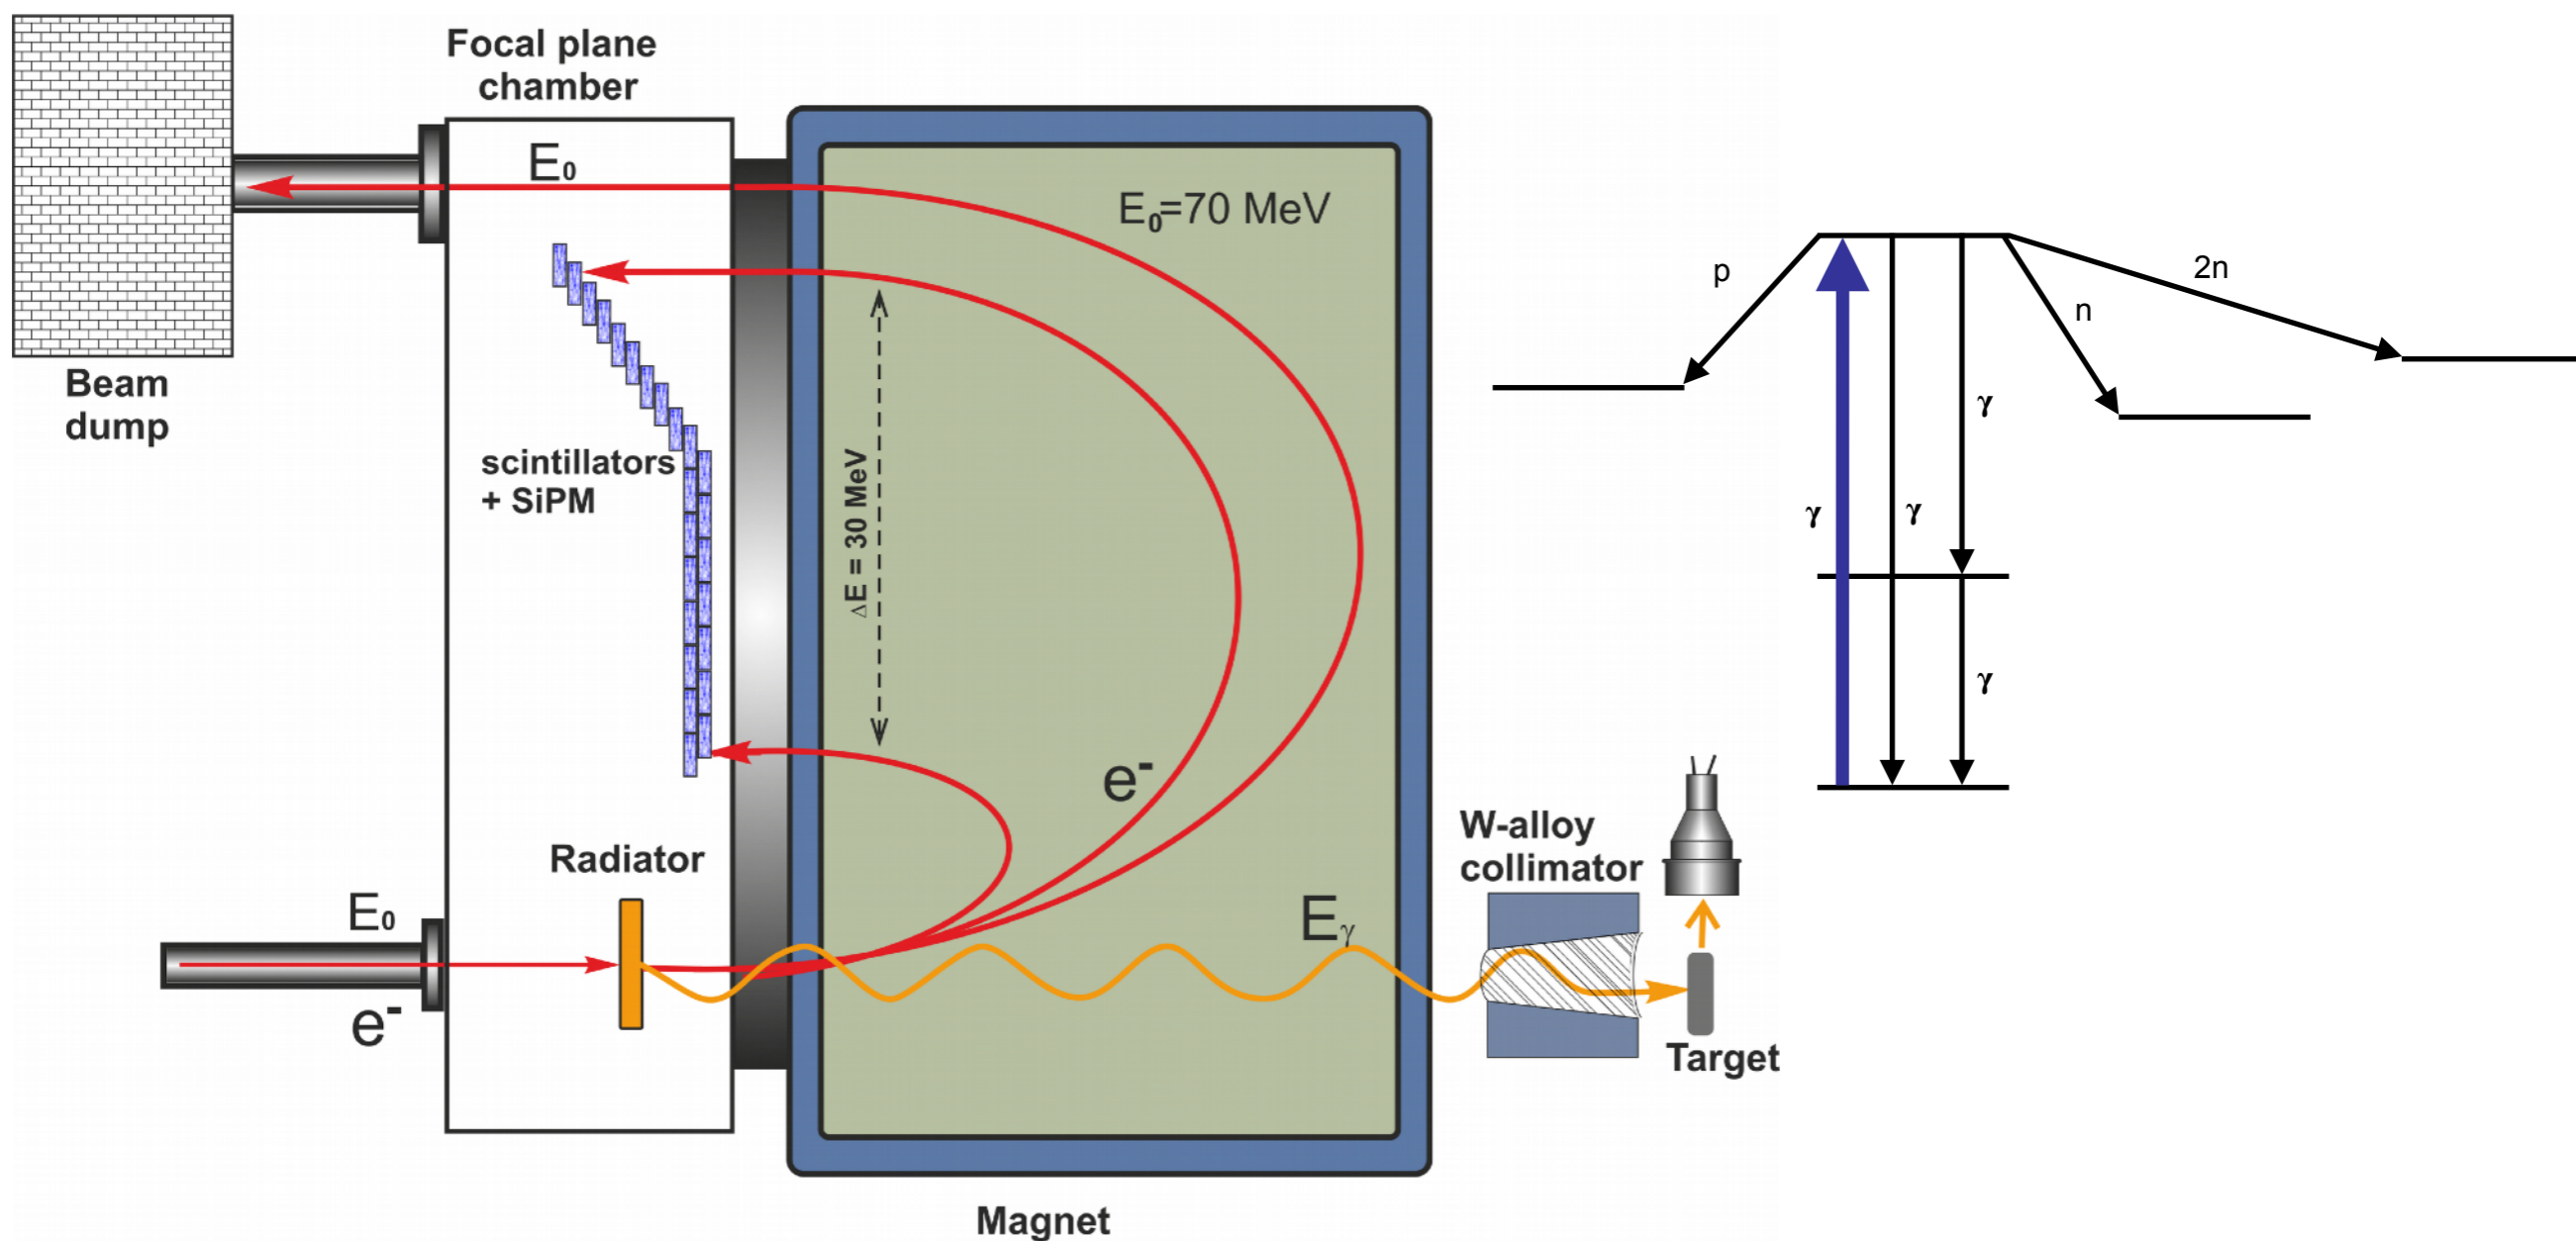 Focal plane
chamber
E₀
E₀=70 MeV
Beam
dump
scintillators
+ SiPM
ΔE = 30 MeV
e⁻
Radiator
E₀
e⁻
Eγ
W-alloy
collimator
Target
Magnet
p
2n
n
γ
γ
γ
γ